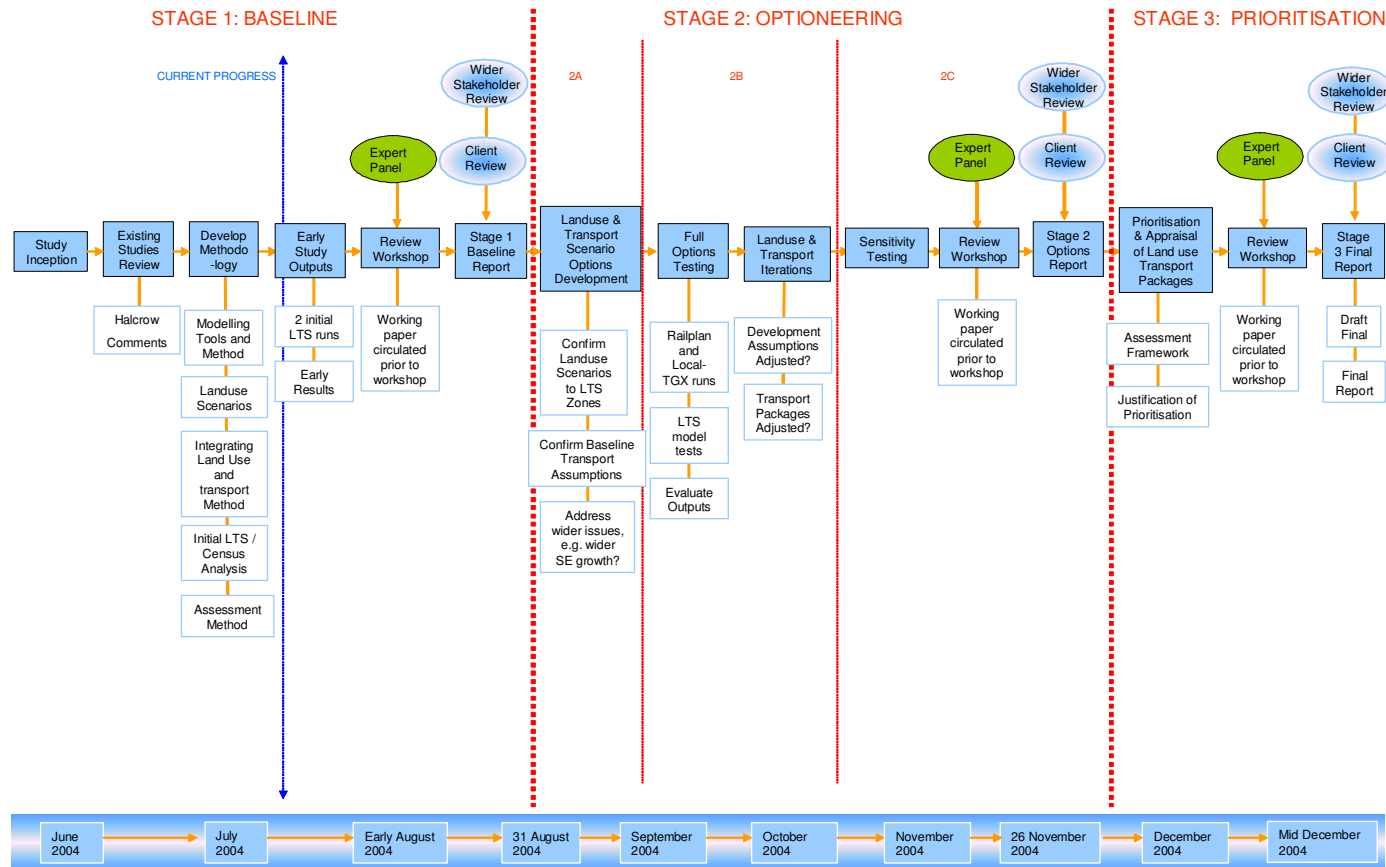 STAGE 1: BASELINE
STAGE 2: OPTIONEERING
STAGE 3: PRIORITISATION
CURRENT PROGRESS
2A
2B
2C
Wider
Stakeholder
Review
Client
Review
Expert
Panel
Wider
Stakeholder
Review
Client
Review
Expert
Panel
Wider
Stakeholder
Review
Client
Review
Expert
Panel
Study
Inception
Existing
Studies
Review
Develop
Methodo
-logy
Early
Study
Outputs
Review
Workshop
Stage 1
Baseline
Report
Landuse &
Transport
Scenario
Options
Development
Full
Options
Testing
Landuse &
Transport
Iterations
Sensitivity
Testing
Review
Workshop
Stage 2
Options
Report
Prioritisation
& Appraisal
of Land use
Transport
Packages
Review
Workshop
Stage
3 Final
Report
Halcrow
Comments
Modelling
Tools and
Method
Landuse
Scenarios
Integrating
Land Use
and
transport
Method
Initial LTS /
Census
Analysis
Assessment
Method
2 initial
LTS runs
Early
Results
Working
paper
circulated
prior to
workshop
Confirm
Landuse
Scenarios
to LTS
Zones
Confirm Baseline
Transport
Assumptions
Address
wider issues,
e.g. wider
SE growth?
Railplan
and
Local-
TGX runs
LTS
model
tests
Evaluate
Outputs
Development
Assumptions
Adjusted?
Transport
Packages
Adjusted?
Working
paper
circulated
prior to
workshop
Assessment
Framework
Justification of
Prioritisation
Working
paper
circulated
prior to
workshop
Draft
Final
Final
Report
June
2004
July
2004
Early August
2004
31 August
2004
September
2004
October
2004
November
2004
26 November
2004
December
2004
Mid December
2004